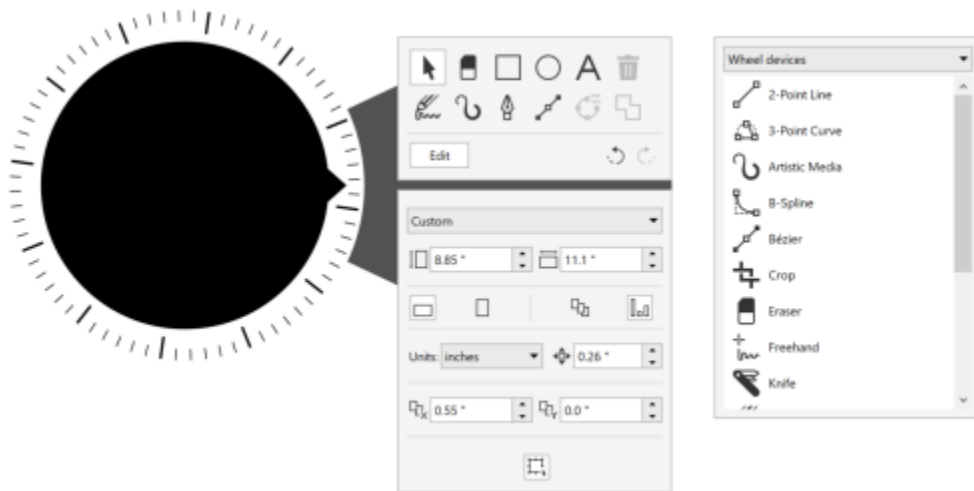 A
Edit
Custom
8.85 " 11.1 "
Units: inches 0.26 "
X 0.55 " Y 0.0 "
Wheel devices
2-Point Line
3-Point Curve
Artistic Media
B-Spline
Bézier
Crop
Eraser
Freehand
Knife